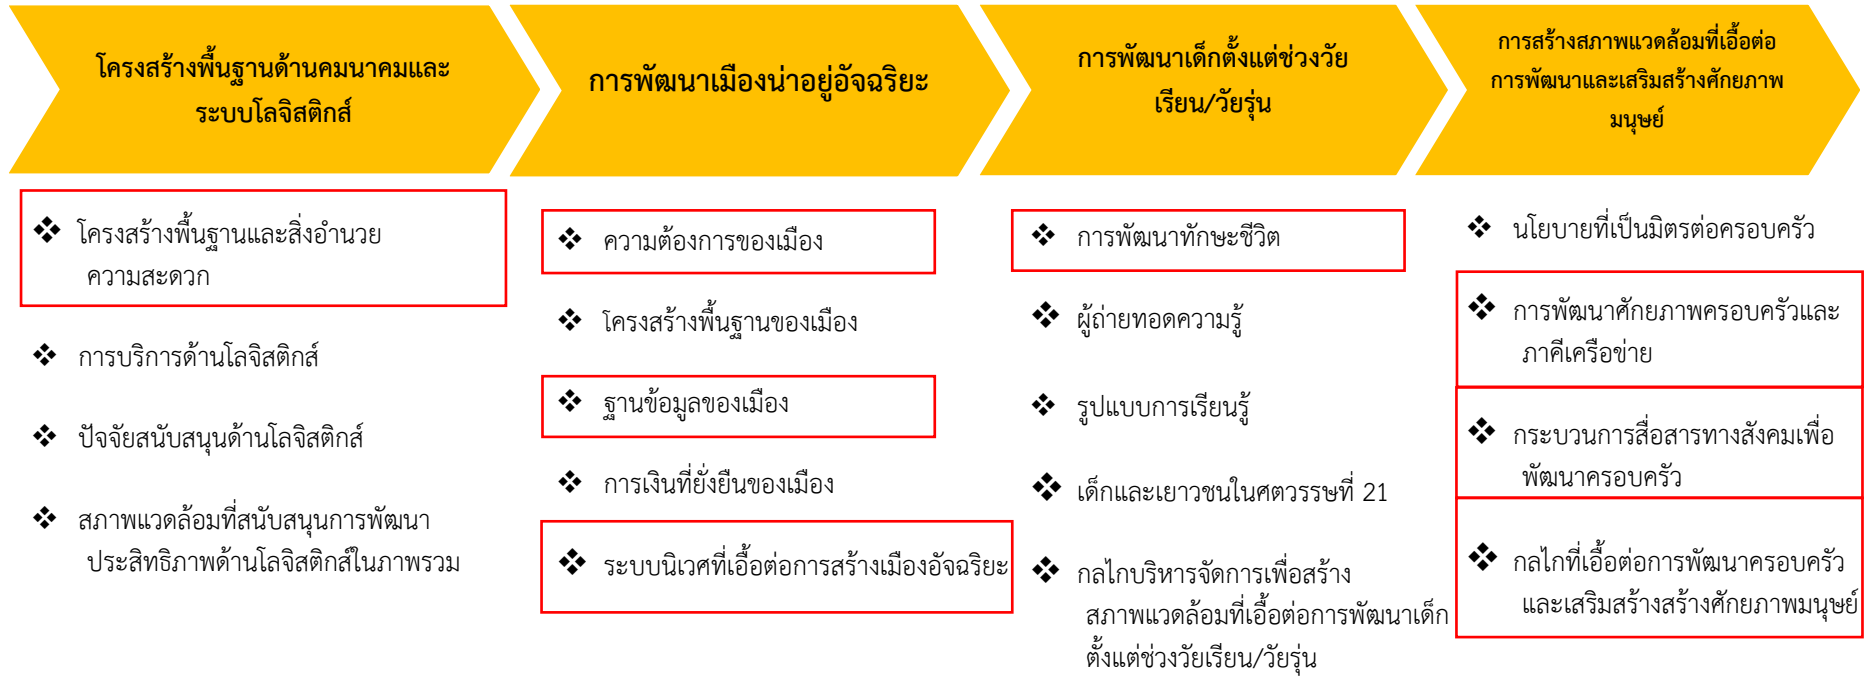 โครงสร้างพื้นฐานด้านคมนาคมและ
ระบบโลจิสติกส์
โครงสร้างพื้นฐานและสิ่งอำนวย
ความสะดวก
การบริการด้านโลจิสติกส์
ปัจจัยสนับสนุนด้านโลจิสติกส์
สภาพแวดล้อมที่สนับสนุนการพัฒนา
ประสิทธิภาพด้านโลจิสติกส์ในภาพรวม
การพัฒนาเมืองน่าอยู่อัจฉริยะ
ความต้องการของเมือง
โครงสร้างพื้นฐานของเมือง
ฐานข้อมูลของเมือง
การเงินที่ยั่งยืนของเมือง
ระบบนิเวศที่เอื้อต่อการสร้างเมืองอัจฉริยะ
การพัฒนาเด็กตั้งแต่ช่วงวัย
เรียน/วัยรุ่น
การพัฒนาทักษะชีวิต
ผู้ถ่ายทอดความรู้
รูปแบบการเรียนรู้
เด็กและเยาวชนในศตวรรษที่ 21
กลไกบริหารจัดการเพื่อสร้าง
สภาพแวดล้อมที่เอื้อต่อการพัฒนาเด็ก
ตั้งแต่ช่วงวัยเรียน/วัยรุ่น
การสร้างสภาพแวดล้อมที่เอื้อต่อ
การพัฒนาและเสริมสร้างศักยภาพ
มนุษย์
นโยบายที่เป็นมิตรต่อครอบครัว
การพัฒนาศักยภาพครอบครัวและ
ภาคีเครือข่าย
กระบวนการสื่อสารทางสังคมเพื่อ
พัฒนาครอบครัว
กลไกที่เอื้อต่อการพัฒนาครอบครัว
และเสริมสร้างสร้างศักยภาพมนุษย์